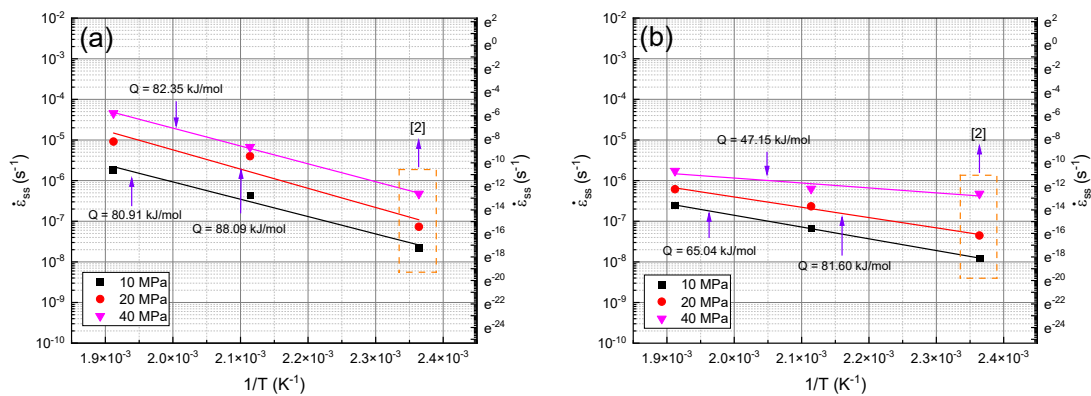 (a)
10⁻²
10⁻³
10⁻⁴
10⁻⁵
10⁻⁶
10⁻⁷
10⁻⁸
10⁻⁹
10⁻¹⁰
ε̇ss (s⁻¹)
Q = 82.35 kJ/mol
Q = 80.91 kJ/mol
Q = 88.09 kJ/mol
[2]
10 MPa
20 MPa
40 MPa
1.9×10⁻³ 2.0×10⁻³ 2.1×10⁻³ 2.2×10⁻³ 2.3×10⁻³ 2.4×10⁻³
1/T (K⁻¹)
e²
e⁰
e⁻²
e⁻⁴
e⁻⁶
e⁻⁸
e⁻¹⁰
e⁻¹²
e⁻¹⁴
e⁻¹⁶
e⁻¹⁸
e⁻²⁰
e⁻²²
e⁻²⁴
ε̇ss (s⁻¹)
(b)
10⁻²
10⁻³
10⁻⁴
10⁻⁵
10⁻⁶
10⁻⁷
10⁻⁸
10⁻⁹
10⁻¹⁰
ε̇ss (s⁻¹)
Q = 47.15 kJ/mol
Q = 65.04 kJ/mol
Q = 81.60 kJ/mol
[2]
10 MPa
20 MPa
40 MPa
1.9×10⁻³ 2.0×10⁻³ 2.1×10⁻³ 2.2×10⁻³ 2.3×10⁻³ 2.4×10⁻³
1/T (K⁻¹)
e²
e⁰
e⁻²
e⁻⁴
e⁻⁶
e⁻⁸
e⁻¹⁰
e⁻¹²
e⁻¹⁴
e⁻¹⁶
e⁻¹⁸
e⁻²⁰
e⁻²²
e⁻²⁴
ε̇ss (s⁻¹)